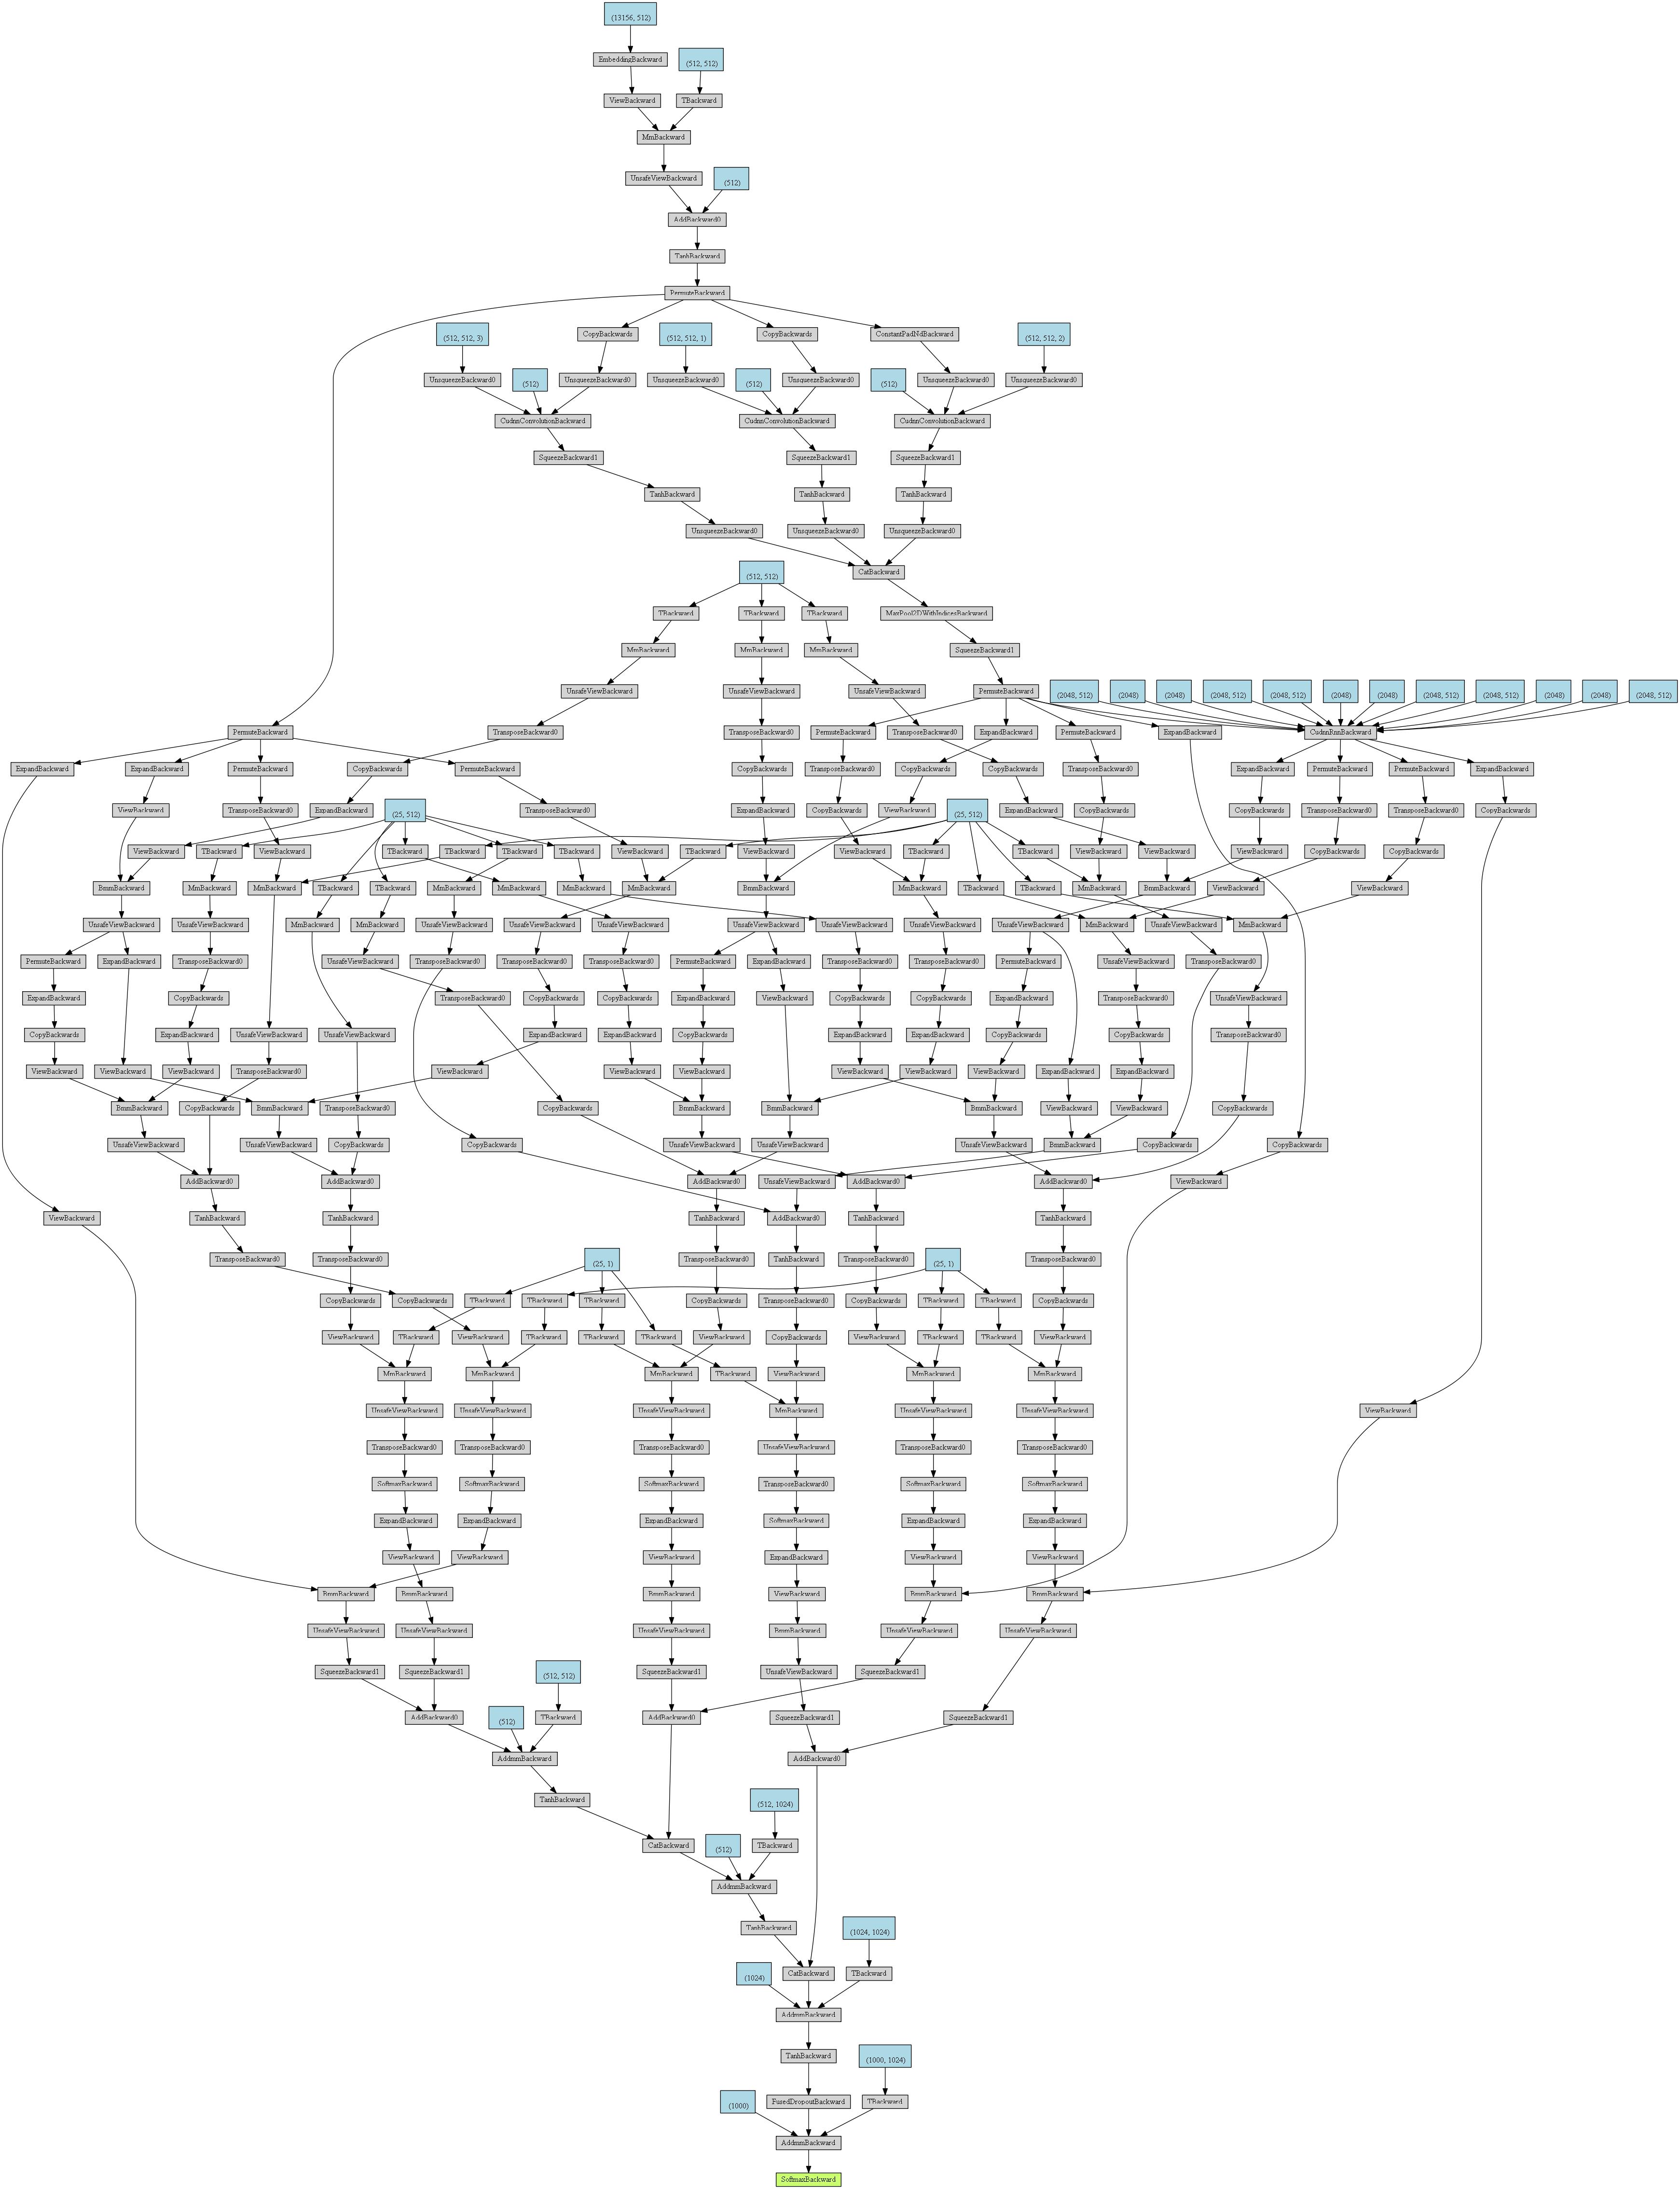 (13156, 512)
EmbeddingBackward
(512, 512)
ViewBackward TBackward
MmBackward
UnsafeViewBackward
(512)
AddBackward0
TanhBackward
PermuteBackward
(512, 512, 3) CopyBackwards (512, 512, 1) CopyBackwards ConstantPadNdBackward (512, 512, 2)
UnsqueezeBackward0 (512) UnsqueezeBackward0 UnsqueezeBackward0 (512) UnsqueezeBackward0 (512) UnsqueezeBackward0 UnsqueezeBackward0
CudnnConvolutionBackward CudnnConvolutionBackward CudnnConvolutionBackward
SqueezeBackward1 SqueezeBackward1 SqueezeBackward1
TanhBackward TanhBackward TanhBackward
UnsqueezeBackward0 UnsqueezeBackward0 UnsqueezeBackward0
(512, 512) CatBackward
TBackward TBackward TBackward MaxPool2DWithIndicesBackward
MmBackward MmBackward MmBackward SqueezeBackward1
UnsafeViewBackward UnsafeViewBackward UnsafeViewBackward PermuteBackward (2048, 512) (2048) (2048) (2048, 512) (2048, 512) (2048) (2048) (2048, 512) (2048, 512) (2048) (2048) (2048, 512)
PermuteBackward TransposeBackward0 TransposeBackward0 PermuteBackward TransposeBackward0 ExpandBackward PermuteBackward ExpandBackward CudnnRnnBackward
ExpandBackward ExpandBackward PermuteBackward CopyBackwards PermuteBackward CopyBackwards TransposeBackward0 CopyBackwards CopyBackwards TransposeBackward0 ExpandBackward PermuteBackward PermuteBackward ExpandBackward
ViewBackward TransposeBackward0 ExpandBackward (25, 512) TransposeBackward0 ExpandBackward CopyBackwards ViewBackward (25, 512) ExpandBackward CopyBackwards CopyBackwards TransposeBackward0 TransposeBackward0 CopyBackwards
ViewBackward TBackward ViewBackward TBackward TBackward TBackward TBackward ViewBackward TBackward ViewBackward ViewBackward TBackward TBackward ViewBackward ViewBackward ViewBackward CopyBackwards CopyBackwards
BmmBackward MmBackward MmBackward TBackward TBackward MmBackward MmBackward MmBackward MmBackward BmmBackward MmBackward TBackward TBackward MmBackward BmmBackward ViewBackward ViewBackward
UnsafeViewBackward UnsafeViewBackward MmBackward MmBackward UnsafeViewBackward UnsafeViewBackward UnsafeViewBackward UnsafeViewBackward UnsafeViewBackward UnsafeViewBackward UnsafeViewBackward MmBackward UnsafeViewBackward MmBackward
PermuteBackward ExpandBackward TransposeBackward0 UnsafeViewBackward TransposeBackward0 TransposeBackward0 TransposeBackward0 PermuteBackward ExpandBackward TransposeBackward0 TransposeBackward0 PermuteBackward UnsafeViewBackward TransposeBackward0
ExpandBackward CopyBackwards TransposeBackward0 CopyBackwards CopyBackwards ExpandBackward ViewBackward CopyBackwards CopyBackwards ExpandBackward TransposeBackward0 UnsafeViewBackward
CopyBackwards ExpandBackward UnsafeViewBackward UnsafeViewBackward ExpandBackward ExpandBackward CopyBackwards ExpandBackward ExpandBackward CopyBackwards CopyBackwards TransposeBackward0
ViewBackward ViewBackward ViewBackward TransposeBackward0 ViewBackward ViewBackward ViewBackward ViewBackward ViewBackward ViewBackward ExpandBackward ExpandBackward
BmmBackward CopyBackwards BmmBackward TransposeBackward0 CopyBackwards BmmBackward BmmBackward BmmBackward ViewBackward ViewBackward CopyBackwards
UnsafeViewBackward UnsafeViewBackward CopyBackwards CopyBackwards UnsafeViewBackward UnsafeViewBackward UnsafeViewBackward BmmBackward CopyBackwards CopyBackwards
AddBackward0 AddBackward0 AddBackward0 UnsafeViewBackward AddBackward0 AddBackward0 ViewBackward
ViewBackward TanhBackward TanhBackward TanhBackward AddBackward0 TanhBackward TanhBackward
TransposeBackward0 TransposeBackward0 (25, 1) TransposeBackward0 TanhBackward TransposeBackward0 (25, 1) TransposeBackward0
CopyBackwards CopyBackwards TBackward TBackward TBackward CopyBackwards TransposeBackward0 CopyBackwards TBackward TBackward CopyBackwards
ViewBackward TBackward ViewBackward TBackward TBackward TBackward ViewBackward CopyBackwards ViewBackward TBackward TBackward ViewBackward
MmBackward MmBackward MmBackward TBackward ViewBackward MmBackward MmBackward
UnsafeViewBackward UnsafeViewBackward UnsafeViewBackward MmBackward UnsafeViewBackward UnsafeViewBackward ViewBackward
TransposeBackward0 TransposeBackward0 TransposeBackward0 UnsafeViewBackward TransposeBackward0 TransposeBackward0
SoftmaxBackward SoftmaxBackward SoftmaxBackward TransposeBackward0 SoftmaxBackward SoftmaxBackward
ExpandBackward ExpandBackward ExpandBackward SoftmaxBackward ExpandBackward ExpandBackward
ViewBackward ViewBackward ViewBackward ExpandBackward ViewBackward ViewBackward
BmmBackward BmmBackward BmmBackward ViewBackward BmmBackward BmmBackward
UnsafeViewBackward UnsafeViewBackward UnsafeViewBackward BmmBackward UnsafeViewBackward UnsafeViewBackward
SqueezeBackward1 SqueezeBackward1 (512, 512) SqueezeBackward1 UnsafeViewBackward SqueezeBackward1
AddBackward0 (512) TBackward AddBackward0 SqueezeBackward1 SqueezeBackward1
AddmmBackward AddBackward0
TanhBackward (512, 1024)
CatBackward (512) TBackward
AddmmBackward
TanhBackward (1024, 1024)
(1024) CatBackward TBackward
AddmmBackward
TanhBackward (1000, 1024)
(1000) FusedDropoutBackward TBackward
AddmmBackward
SoftmaxBackward